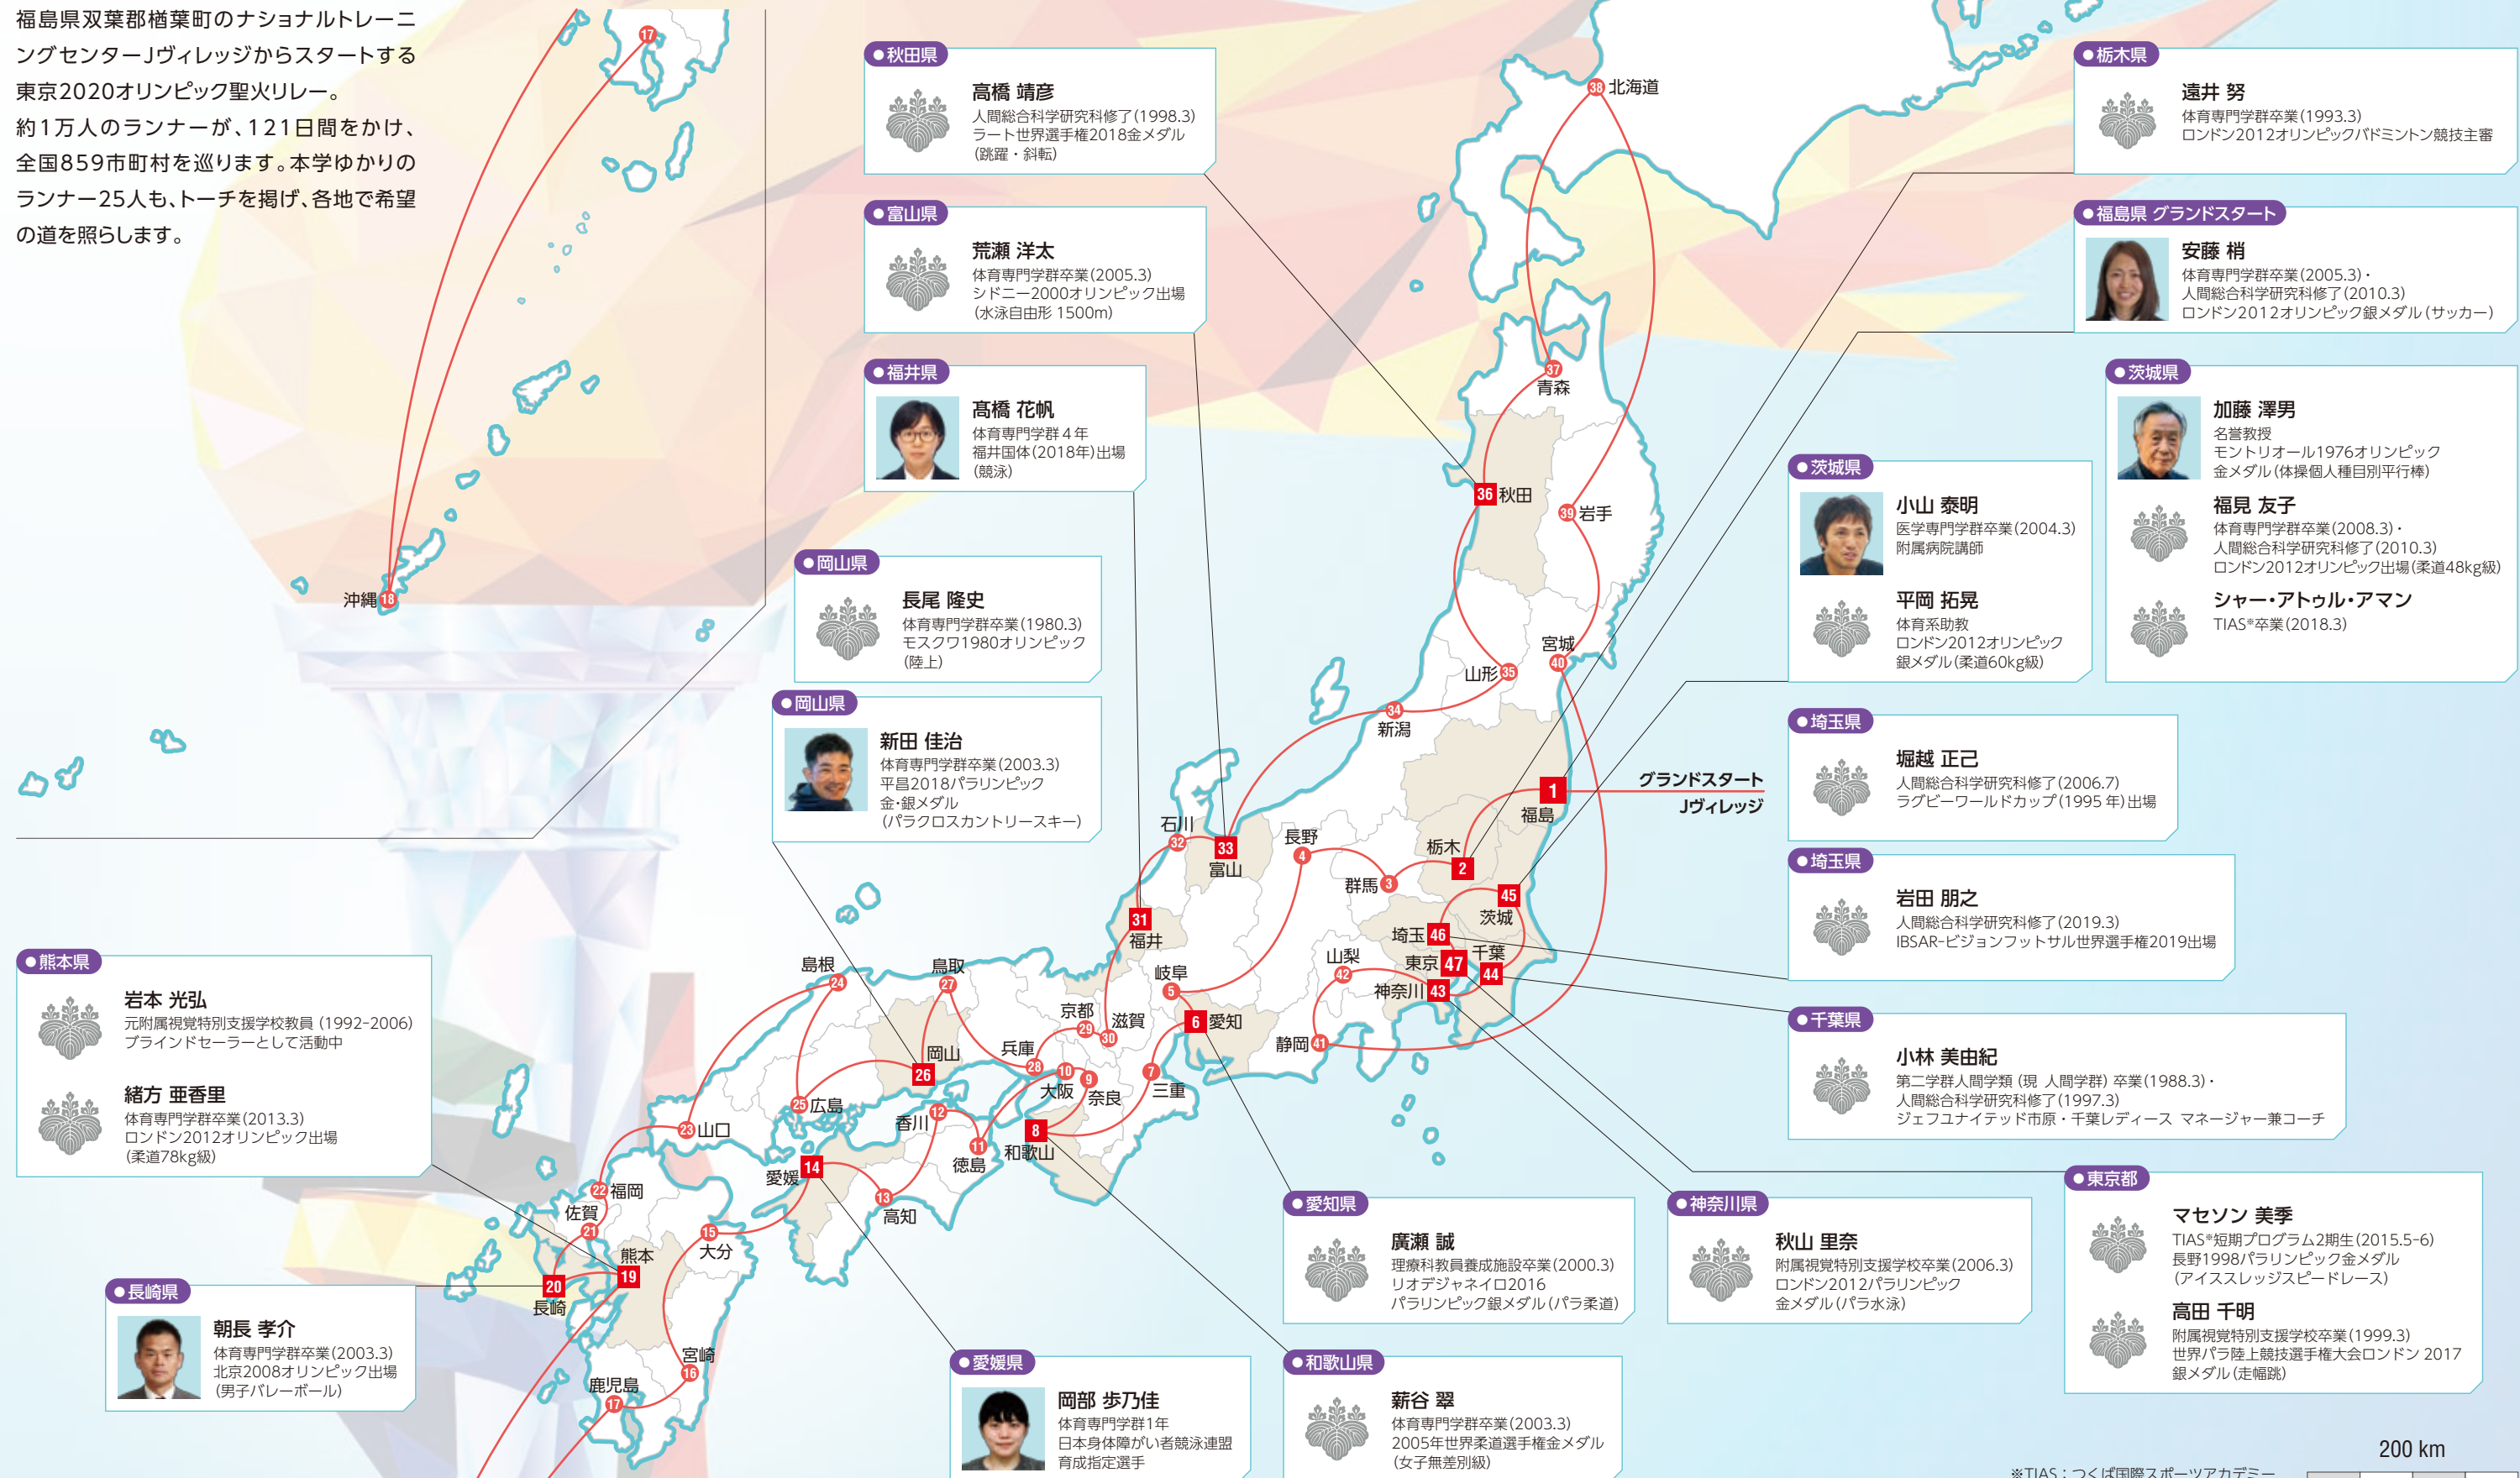 福島県双葉郡楢葉町のナショナルトレーニ
ングセンターJヴィレッジからスタートする
東京2020オリンピック聖火リレー。
約1万人のランナーが、121日間をかけ、
全国859市町村を巡ります。本学ゆかりの
ランナー25人も、トーチを掲げ、各地で希望
の道を照らします。
●秋田県
高橋 靖彦
人間総合科学研究科修了(1998.3)
ラート世界選手権2018金メダル
(跳躍・斜転)
●富山県
荒瀬 洋太
体育専門学群卒業(2005.3)
シドニー2000オリンピック出場
(水泳自由形 1500m)
●福井県
髙橋 花帆
体育専門学群4年
福井国体(2018年)出場
(競泳)
●岡山県
長尾 隆史
体育専門学群卒業(1980.3)
モスクワ1980オリンピック
(陸上)
●岡山県
新田 佳治
体育専門学群卒業(2003.3)
平昌2018パラリンピック
金・銀メダル
(パラクロスカントリースキー)
●栃木県
遠井 努
体育専門学群卒業(1993.3)
ロンドン2012オリンピックバドミントン競技主審
●福島県 グランドスタート
安藤 梢
体育専門学群卒業(2005.3)・
人間総合科学研究科修了(2010.3)
ロンドン2012オリンピック銀メダル(サッカー)
●茨城県
加藤 澤男
名誉教授
モントリオール1976オリンピック
金メダル(体操個人種目別平行棒)
福見 友子
体育専門学群卒業(2008.3)・
人間総合科学研究科修了(2010.3)
ロンドン2012オリンピック出場(柔道48kg級)
シャー・アトゥル・アマン
TIAS※卒業(2018.3)
●茨城県
小山 泰明
医学専門学群卒業(2004.3)
附属病院講師
平岡 拓晃
体育系助教
ロンドン2012オリンピック
銀メダル(柔道60kg級)
●埼玉県
堀越 正己
人間総合科学研究科修了(2006.7)
ラグビーワールドカップ(1995 年)出場
●埼玉県
岩田 朋之
人間総合科学研究科修了(2019.3)
IBSAR-ビジョンフットサル世界選手権2019出場
●千葉県
小林 美由紀
第二学群人間学類 (現 人間学群) 卒業(1988.3)・
人間総合科学研究科修了(1997.3)
ジェフユナイテッド市原・千葉レディース マネージャー兼コーチ
●東京都
マセソン 美季
TIAS※短期プログラム2期生(2015.5-6)
長野1998パラリンピック金メダル
(アイススレッジスピードレース)
高田 千明
附属視覚特別支援学校卒業(1999.3)
世界パラ陸上競技選手権大会ロンドン 2017
銀メダル(走幅跳)
●神奈川県
秋山 里奈
附属視覚特別支援学校卒業(2006.3)
ロンドン2012パラリンピック
金メダル(パラ水泳)
●愛知県
廣瀬 誠
理療科教員養成施設卒業(2000.3)
リオデジャネイロ2016
パラリンピック銀メダル(パラ柔道)
●和歌山県
薪谷 翠
体育専門学群卒業(2003.3)
2005年世界柔道選手権金メダル
(女子無差別級)
●愛媛県
岡部 歩乃佳
体育専門学群1年
日本身体障がい者競泳連盟
育成指定選手
●熊本県
岩本 光弘
元附属視覚特別支援学校教員 (1992-2006)
ブラインドセーラーとして活動中
緒方 亜香里
体育専門学群卒業(2013.3)
ロンドン2012オリンピック出場
(柔道78kg級)
●長崎県
朝長 孝介
体育専門学群卒業(2003.3)
北京2008オリンピック出場
(男子バレーボール)
グランドスタート
Jヴィレッジ
1 福島
2 栃木
3 群馬
4 長野
5 岐阜
6 愛知
7 三重
8 和歌山
9 奈良
10 大阪
11 徳島
12 香川
13 高知
14 愛媛
15 大分
16 宮崎
17 鹿児島
17
18 沖縄
19 熊本
20 長崎
21 佐賀
22 福岡
23 山口
24 島根
25 広島
26 岡山
27 鳥取
28 兵庫
29 京都
30 滋賀
31 福井
32 石川
33 富山
34 新潟
35 山形
36 秋田
37 青森
38 北海道
39 岩手
40 宮城
41 静岡
42 山梨
43 神奈川
44 千葉
45 茨城
46 埼玉
47 東京
200 km
※TIAS：つくば国際スポーツアカデミー